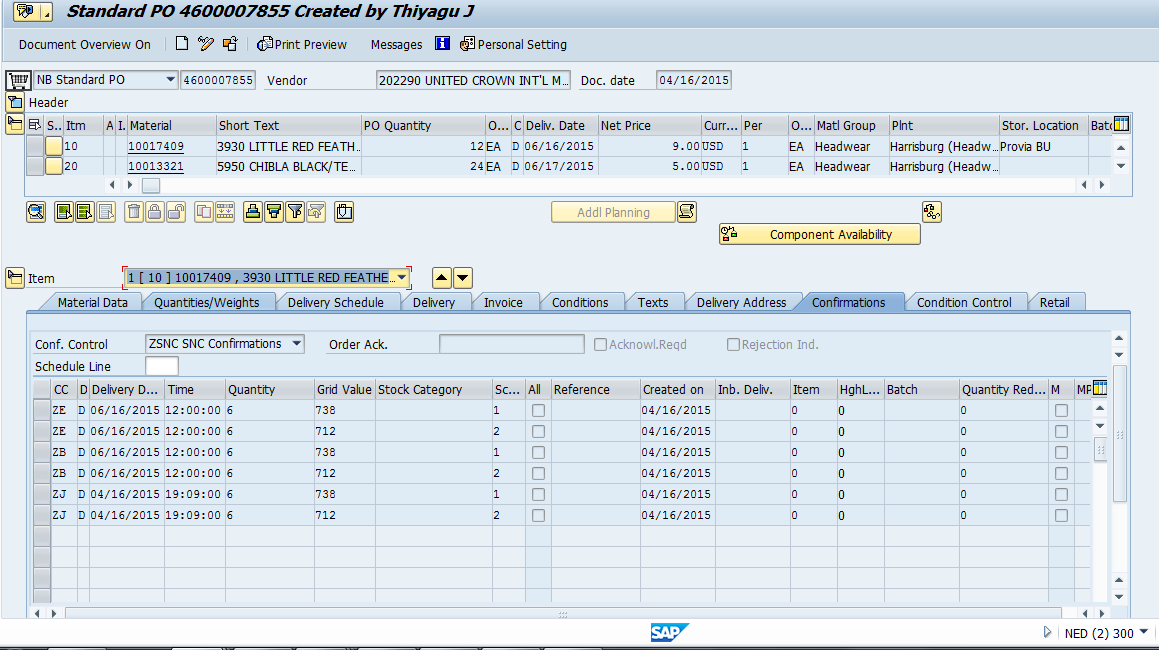 Standard PO 4600007855 Created by Thiyagu J
Document Overview On Print Preview Messages Personal Setting
NB Standard PO 4600007855 Vendor 202290 UNITED CROWN INT'L M... Doc. date 04/16/2015
Header
S.. Itm A I. Material Short Text PO Quantity O... C Deliv. Date Net Price Curr... Per O... Matl Group Plnt Stor. Location Batc
10 10017409 3930 LITTLE RED FEATH... 12 EA D 06/16/2015 9.00 USD 1 EA Headwear Harrisburg (Headw... Provia BU
20 10013321 5950 CHIBLA BLACK/TE... 24 EA D 06/17/2015 5.00 USD 1 EA Headwear Harrisburg (Headw...
Addl Planning
Component Availability
Item 1 [ 10 ] 10017409 , 3930 LITTLE RED FEATHE...
Material Data Quantities/Weights Delivery Schedule Delivery Invoice Conditions Texts Delivery Address Confirmations Condition Control Retail
Conf. Control ZSNC SNC Confirmations Order Ack. Acknowl.Reqd Rejection Ind.
Schedule Line
CC D Delivery D... Time Quantity Grid Value Stock Category Sc... All Reference Created on Inb. Deliv. Item HghL... Batch Quantity Red... M MP
ZE D 06/16/2015 12:00:00 6 738 1 04/16/2015 0 0 0
ZE D 06/16/2015 12:00:00 6 712 2 04/16/2015 0 0 0
ZB D 06/16/2015 12:00:00 6 738 1 04/16/2015 0 0 0
ZB D 06/16/2015 12:00:00 6 712 2 04/16/2015 0 0 0
ZJ D 04/16/2015 19:09:00 6 738 1 04/16/2015 0 0 0
ZJ D 04/16/2015 19:09:00 6 712 2 04/16/2015 0 0 0
SAP NED (2) 300